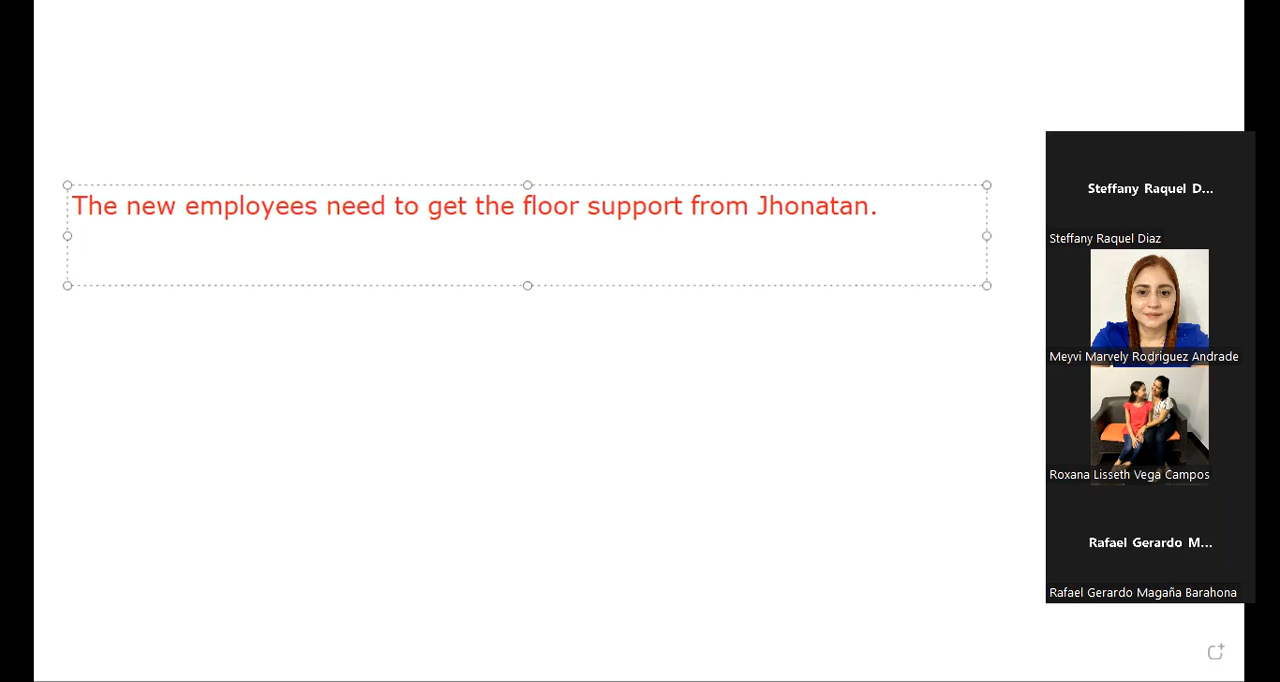 The new employees need to get the floor support from Jhonatan.
Steffany Raquel D...
Steffany Raquel Diaz
Meyvi Marvely Rodriguez Andrade
Roxana Lisseth Vega Campos
Rafael Gerardo M...
Rafael Gerardo Magaña Barahona